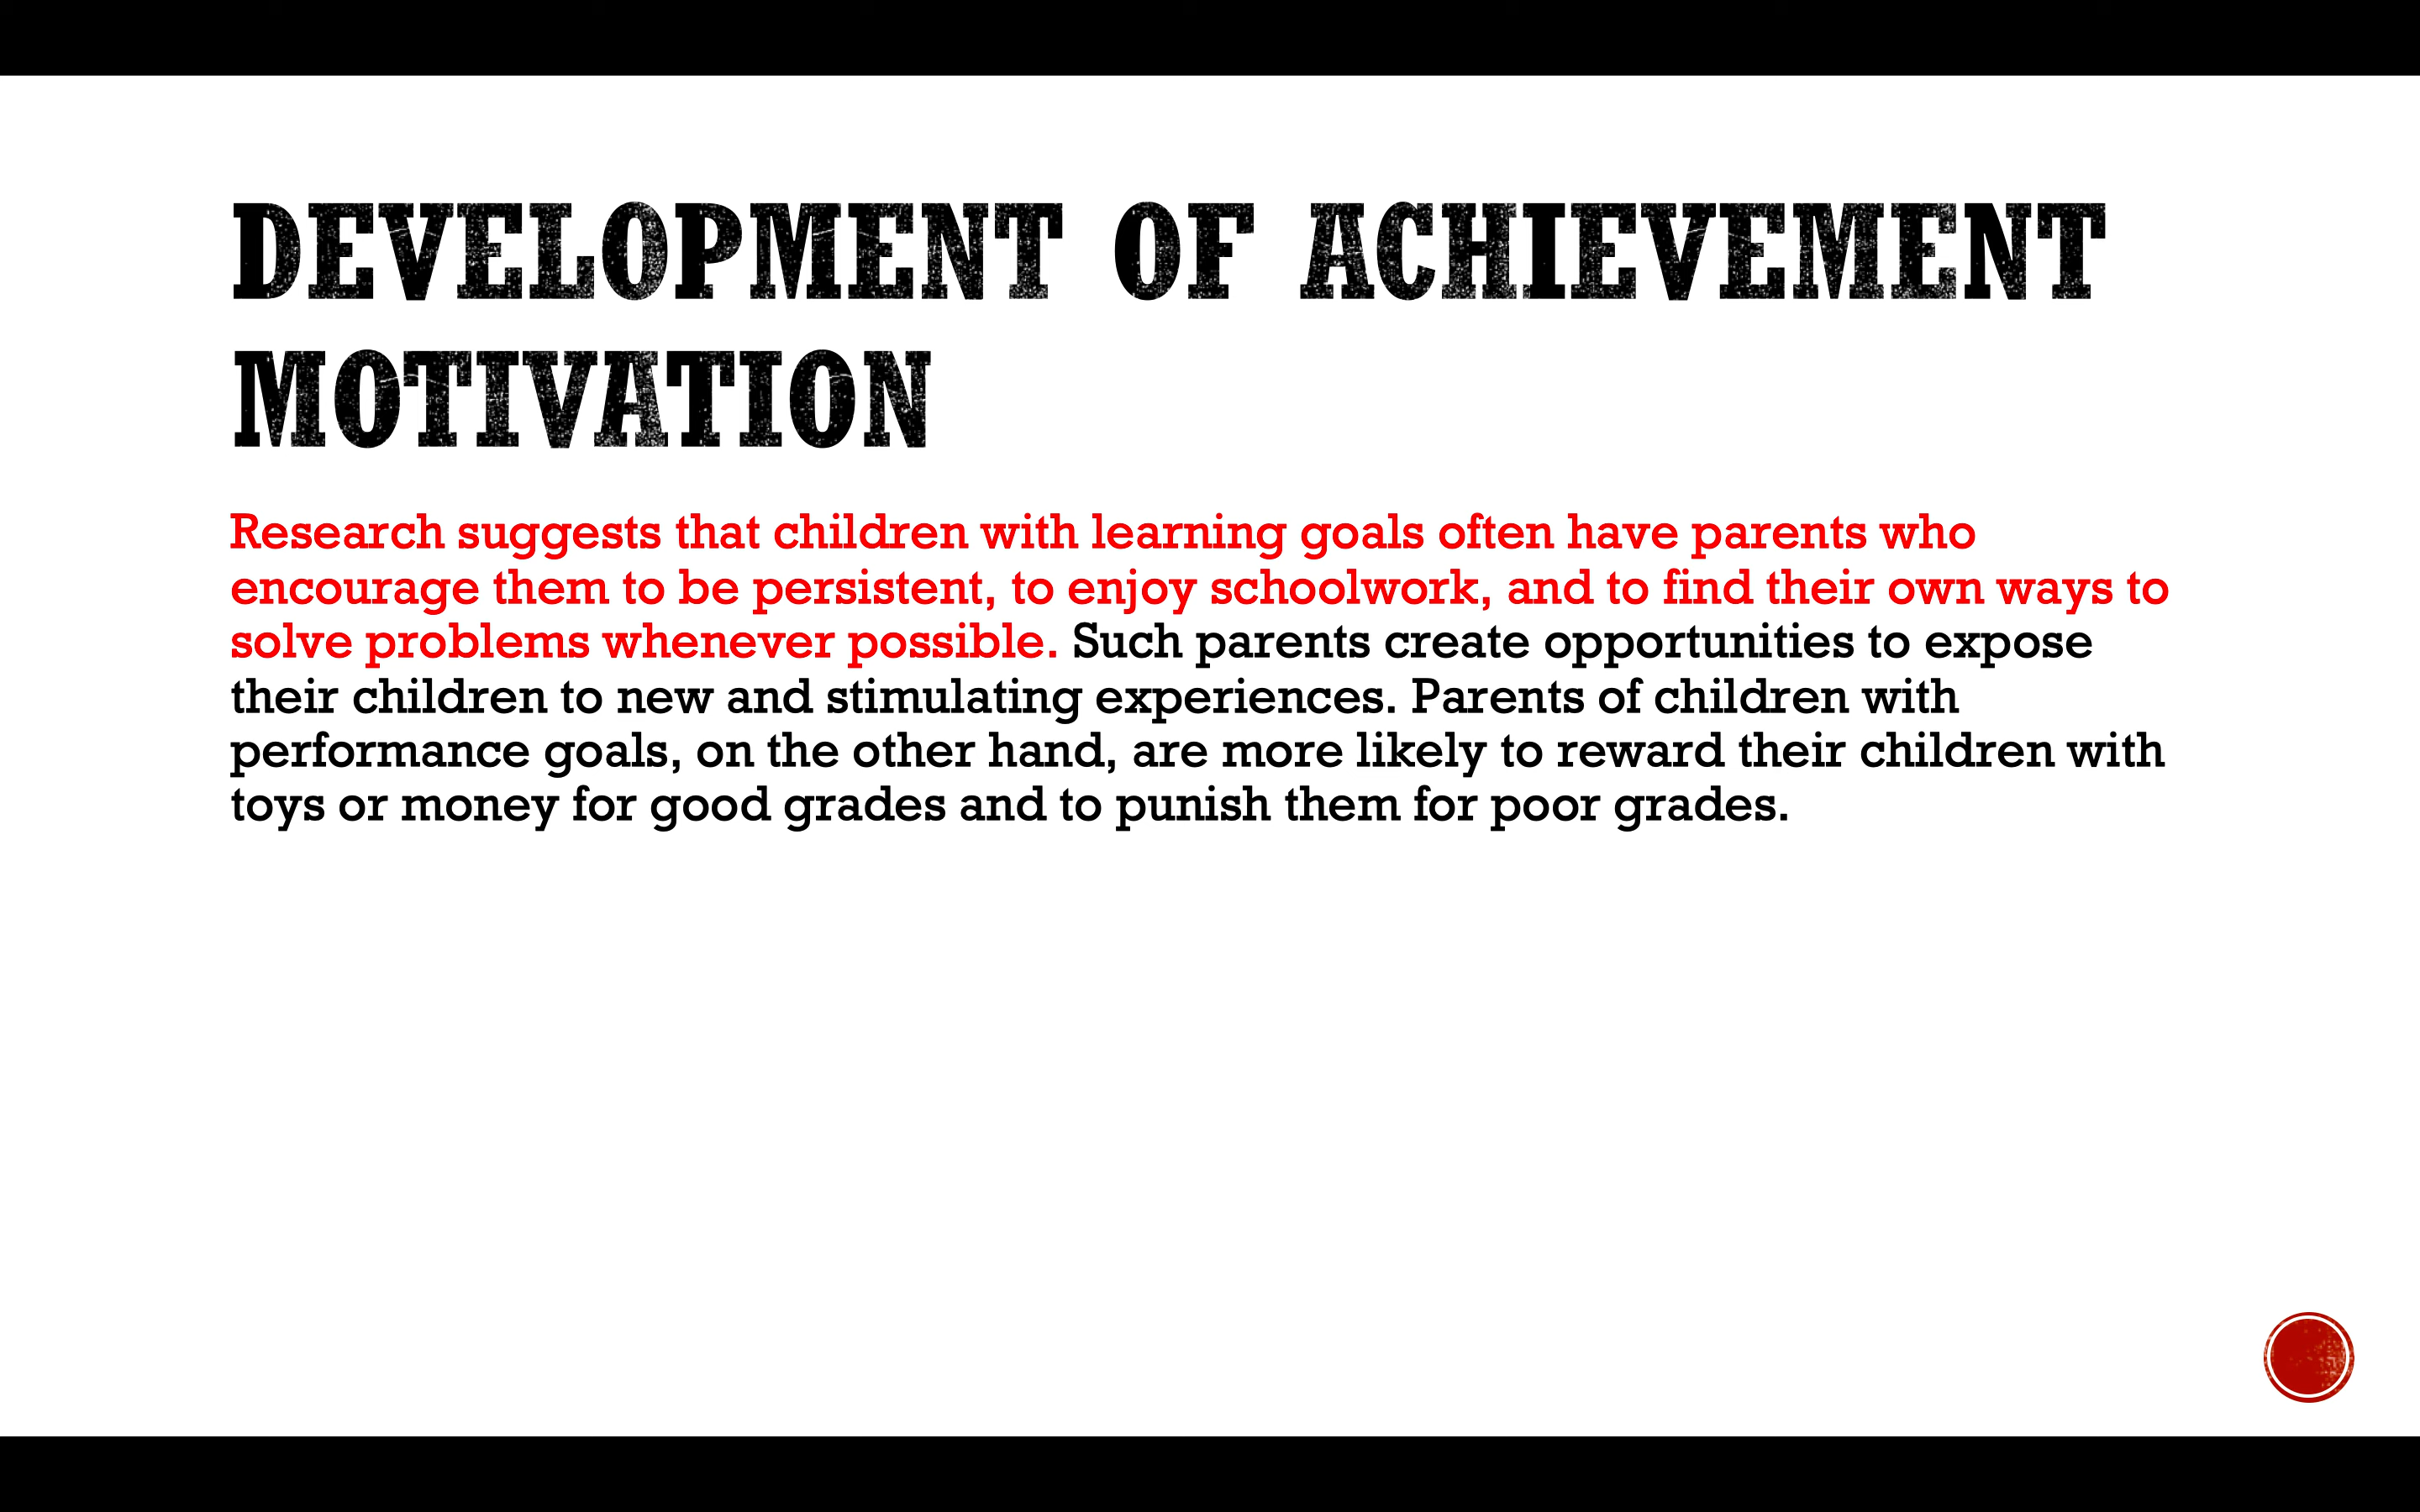 DEVELOPMENT OF ACHIEVEMENT
MOTIVATION
Research suggests that children with learning goals often have parents who
encourage them to be persistent, to enjoy schoolwork, and to find their own ways to
solve problems whenever possible. Such parents create opportunities to expose
their children to new and stimulating experiences. Parents of children with
performance goals, on the other hand, are more likely to reward their children with
toys or money for good grades and to punish them for poor grades.